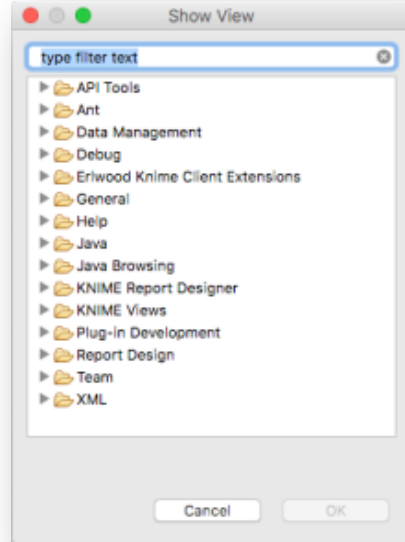 Show View
type filter text
API Tools
Ant
Data Management
Debug
Erlwood Knime Client Extensions
General
Help
Java
Java Browsing
KNIME Report Designer
KNIME Views
Plug-in Development
Report Design
Team
XML
Cancel OK